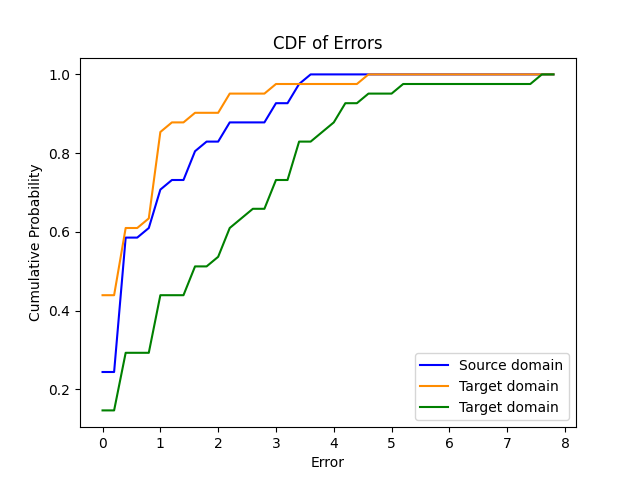 CDF of Errors
Cumulative Probability
1.0
0.8
0.6
0.4
0.2
Source domain
Target domain
Target domain
0 1 2 3 4 5 6 7 8
Error